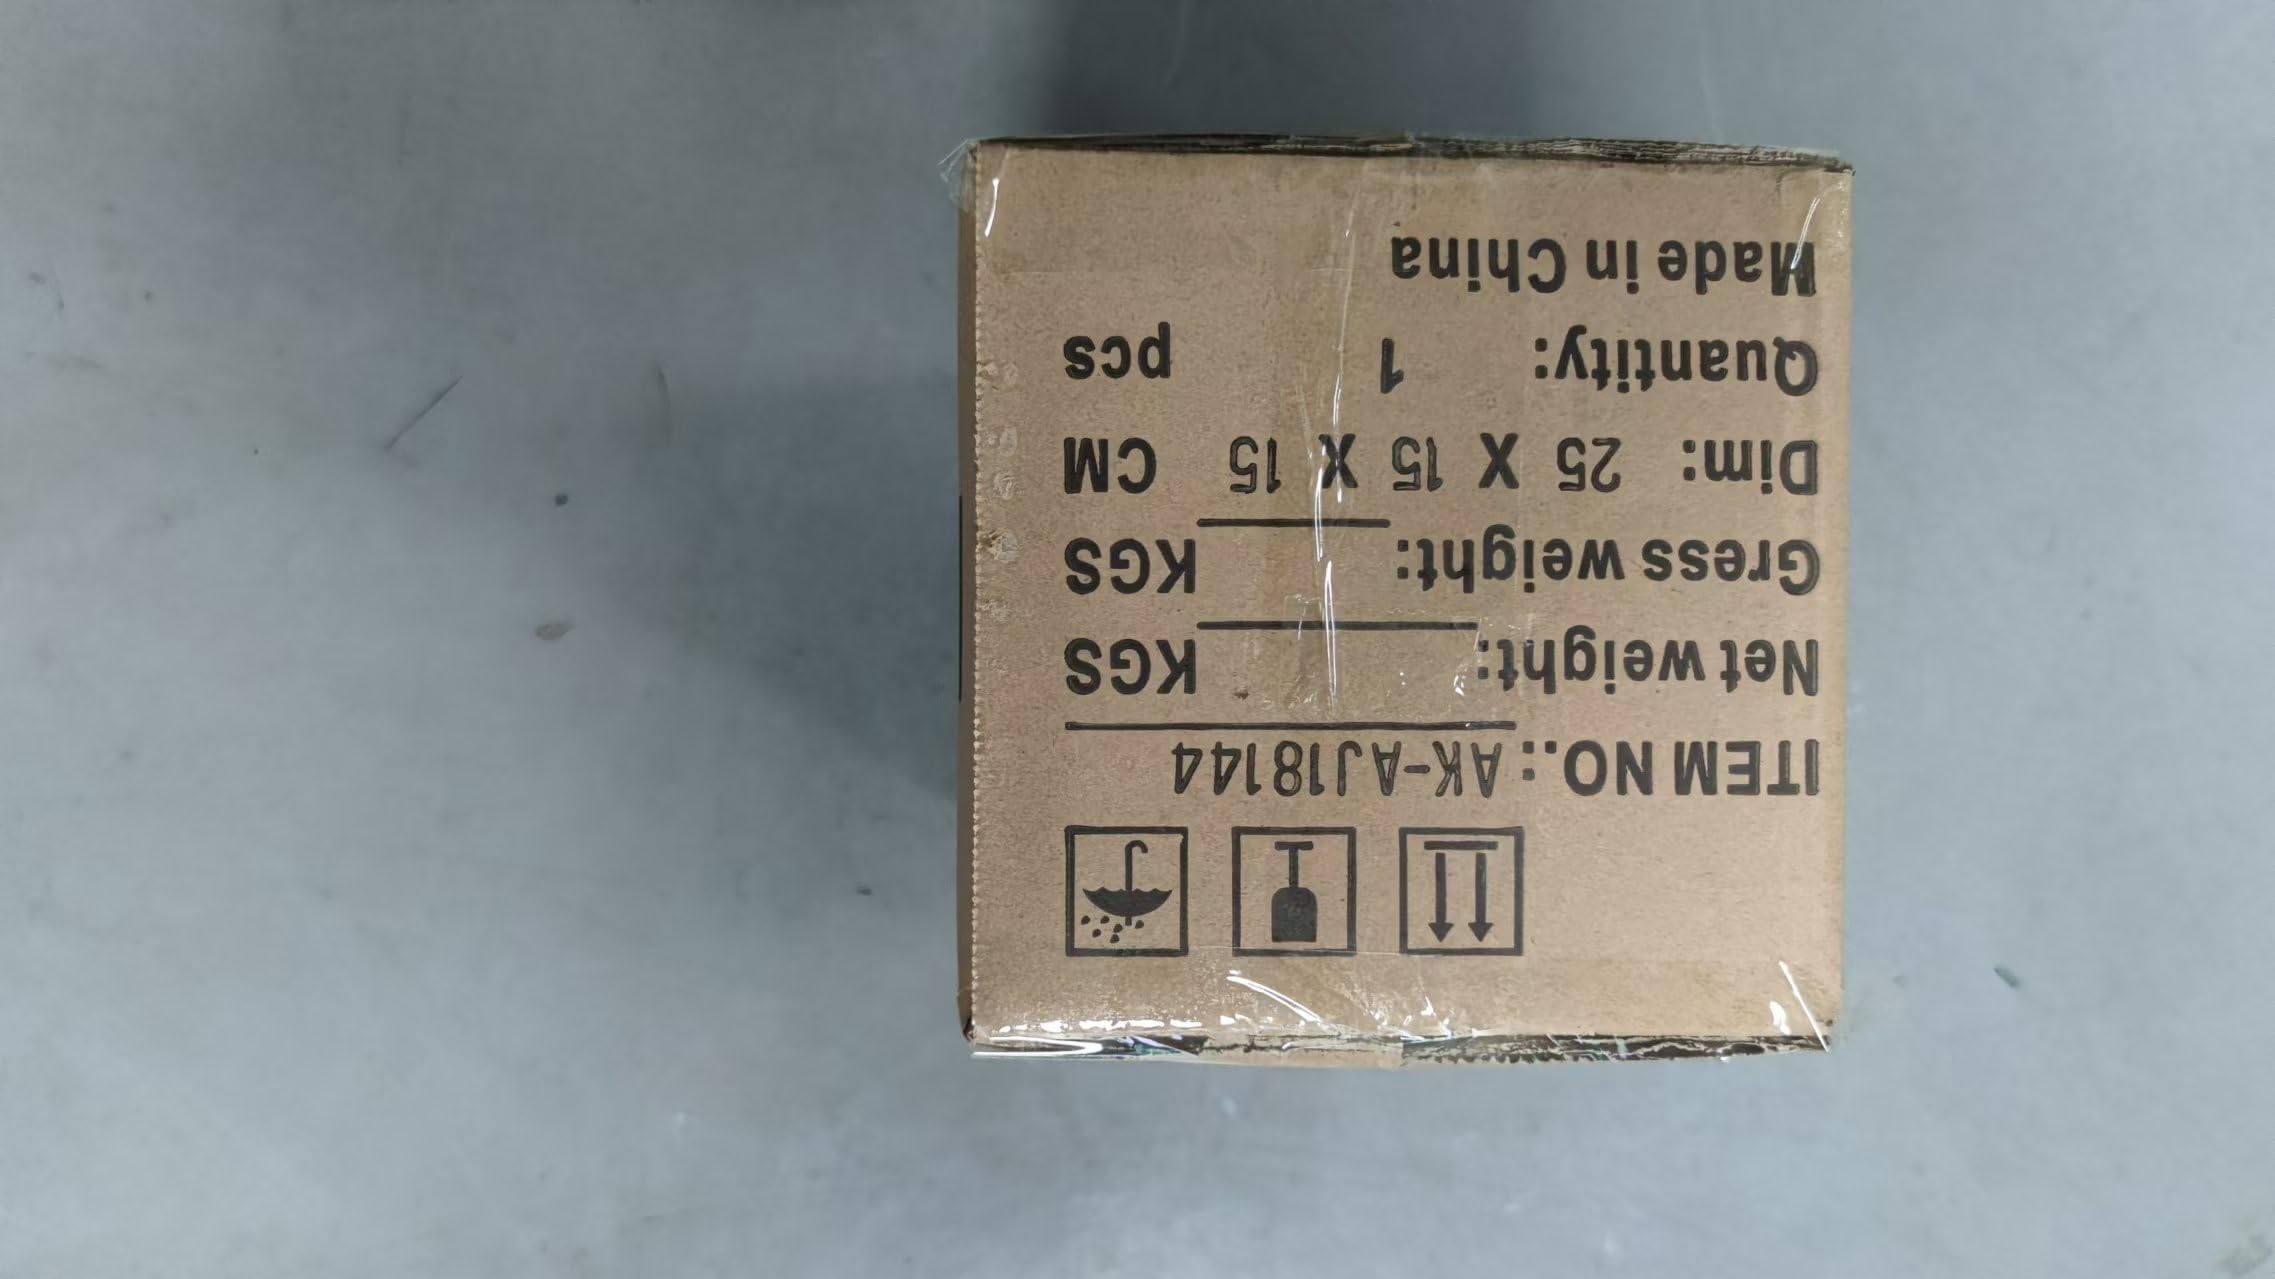 ITEM NO.: AK-AJ18144
Net weight: KGS
Gress weight: KGS
Dim: 25 X 15 X 15 CM
Quantity: 1 pcs
Made in China